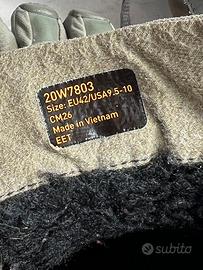 20W7803
Size: EU42/USA9.5-10
CM26
Made in Vietnam
EET
subito